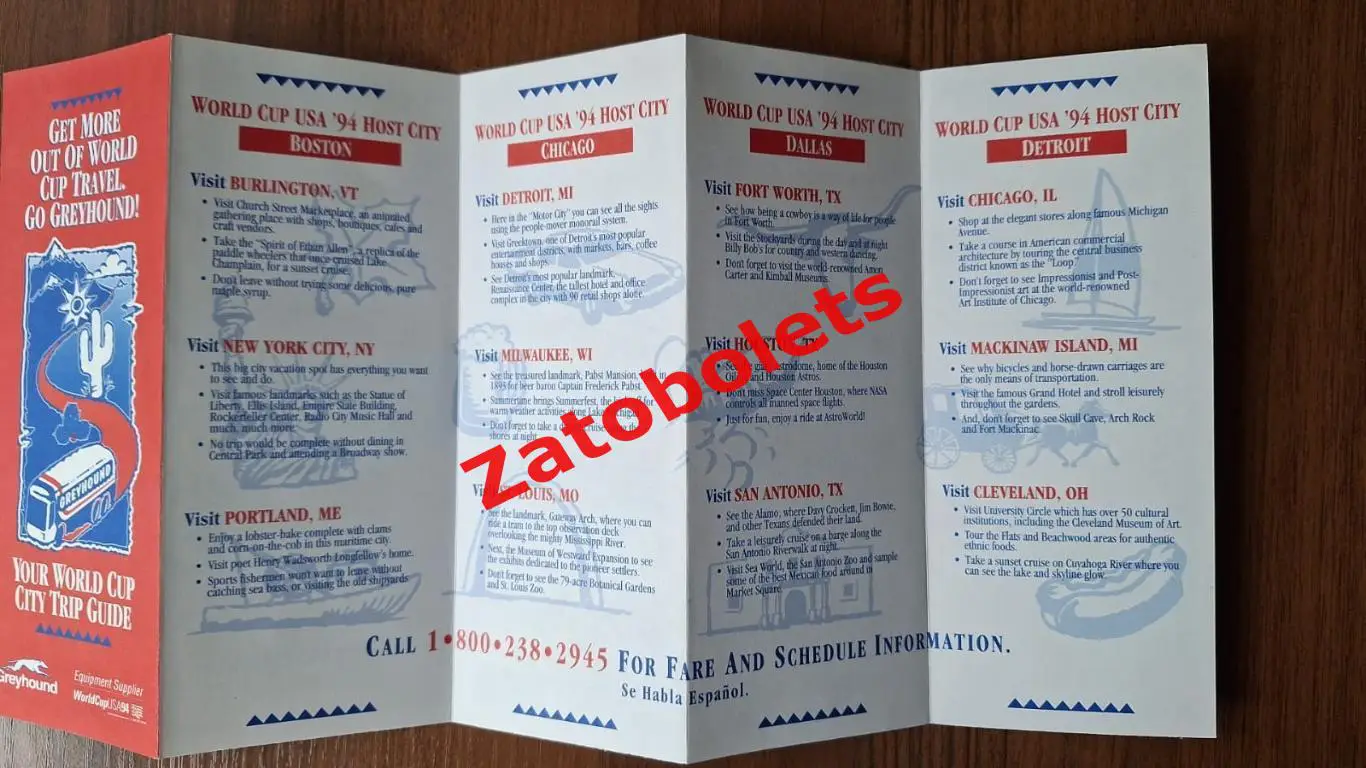 GET MORE
OUT OF WORLD
CUP TRAVEL.
GO GREYHOUND!
GREYHOUND
YOUR WORLD CUP
CITY TRIP GUIDE
Greyhound
Equipment Supplier
WorldCupUSA94
WORLD CUP USA '94 HOST CITY
BOSTON
Visit BURLINGTON, VT
• Visit Church Street Marketplace, an animated
gathering place with shops, boutiques, cafes and
craft vendors.
• Take the "Spirit of Ethan Allen", a replica of the
paddle wheelers that once cruised Lake
Champlain, for a sunset cruise.
• Don't leave without trying some delicious, pure
maple syrup.
Visit NEW YORK CITY, NY
• This big city vacation spot has everything you want
to see and do.
• Visit famous landmarks such as the Statue of
Liberty, Ellis Island, Empire State Building,
Rockerfeller Center, Radio City Music Hall and
much, much more.
• No trip would be complete without dining in
Central Park and attending a Broadway show.
Visit PORTLAND, ME
• Enjoy a lobster-bake complete with clams
and corn-on-the-cob in this maritime city.
• Visit poet Henry Wadsworth Longfellow's home.
• Sports fishermen won't want to leave without
catching sea bass, or visiting the old shipyards.
WORLD CUP USA '94 HOST CITY
CHICAGO
Visit DETROIT, MI
• Here in the "Motor City" you can see all the sights
using the people-mover monorail system.
• Visit Greektown, one of Detroit's most popular
entertainment districts, with markets, bars, coffee
houses and shops.
• See Detroit's most popular landmark,
Renaissance Center, the tallest hotel and office
complex in the city with 90 retail shops alone.
Visit MILWAUKEE, WI
• See the treasured landmark, Pabst Mansion, in
1893 for beer baron Captain Frederick Pabst.
• Summertime brings Summerfest, the for
warm weather activities along Lake Michigan.
• Don't forget to take a cruise the
shores at night.
Visit ST. LOUIS, MO
• See the landmark, Gateway Arch, where you can
ride a tram to the top observation deck
overlooking the mighty Mississippi River.
• Next, the Museum of Westward Expansion to see
the exhibits dedicated to the pioneer settlers.
• Don't forget to see the 79-acre Botanical Gardens
and St. Louis Zoo.
WORLD CUP USA '94 HOST CITY
DALLAS
Visit FORT WORTH, TX
• See how being a cowboy is a way of life for people
in Fort Worth.
• Visit the Stockyards during the day and at night
Billy Bob's for country and western dancing.
• Don't forget to visit the world-renowned Amon
Carter and Kimball Museums.
Visit HOUSTON, TX
• See the Astrodome, home of the Houston
Oilers and Houston Astros.
• Don't miss Space Center Houston, where NASA
controls all manned space flights.
• Just for fun, enjoy a ride at AstroWorld!
Visit SAN ANTONIO, TX
• See the Alamo, where Davy Crockett, Jim Bowie,
and other Texans defended their land.
• Take a leisurely cruise on a barge along the
San Antonio Riverwalk at night.
• Visit Sea World, the San Antonio Zoo and sample
some of the best Mexican food around in
Market Square.
WORLD CUP USA '94 HOST CITY
DETROIT
Visit CHICAGO, IL
• Shop at the elegant stores along famous Michigan
Avenue.
• Take a course in American commercial
architecture by touring the central business
district known as the "Loop."
• Don't forget to see Impressionist and Post-
Impressionist art at the world-renowned
Art Institute of Chicago.
Visit MACKINAW ISLAND, MI
• See why bicycles and horse-drawn carriages are
the only means of transportation.
• Visit the famous Grand Hotel and stroll leisurely
throughout the gardens.
• And, don't forget to see Skull Cave, Arch Rock
and Fort Mackinac.
Visit CLEVELAND, OH
• Visit University Circle which has over 50 cultural
institutions, including the Cleveland Museum of Art.
• Tour the Flats and Beachwood areas for authentic
ethnic foods.
• Take a sunset cruise on Cuyahoga River where you
can see the lake and skyline glow.
CALL 1•800•238•2945 FOR FARE AND SCHEDULE INFORMATION.
Se Habla Español.
Zatobolets